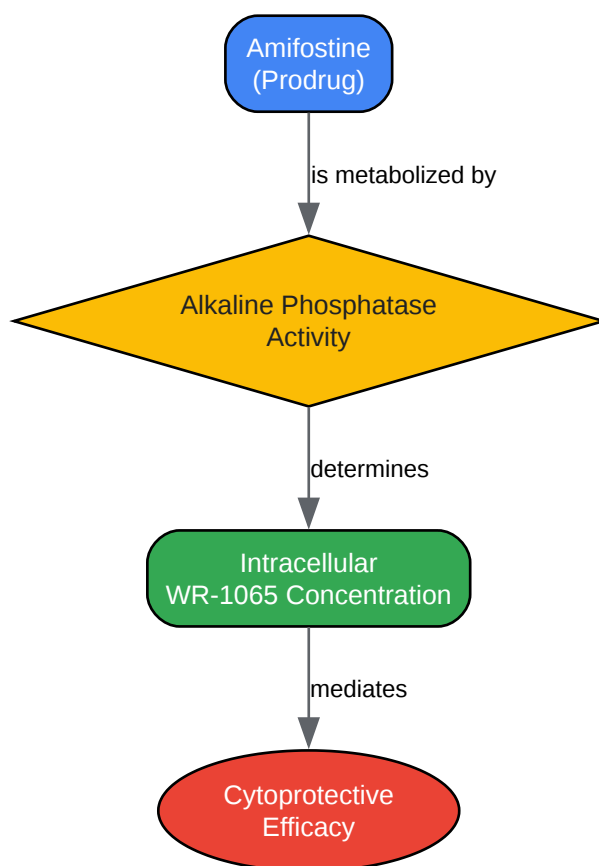 Amifostine
(Prodrug)
is metabolized by
Alkaline Phosphatase
Activity
determines
Intracellular
WR-1065 Concentration
mediates
Cytoprotective
Efficacy